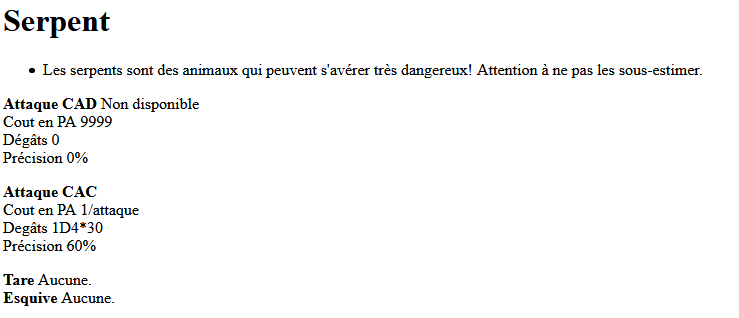 Serpent
Les serpents sont des animaux qui peuvent s'avérer très dangereux! Attention à ne pas les sous-estimer.
Attaque CAD Non disponible
Cout en PA 9999
Dégâts 0
Précision 0%
Attaque CAC
Cout en PA 1/attaque
Degâts 1D4*30
Précision 60%
Tare Aucune.
Esquive Aucune.